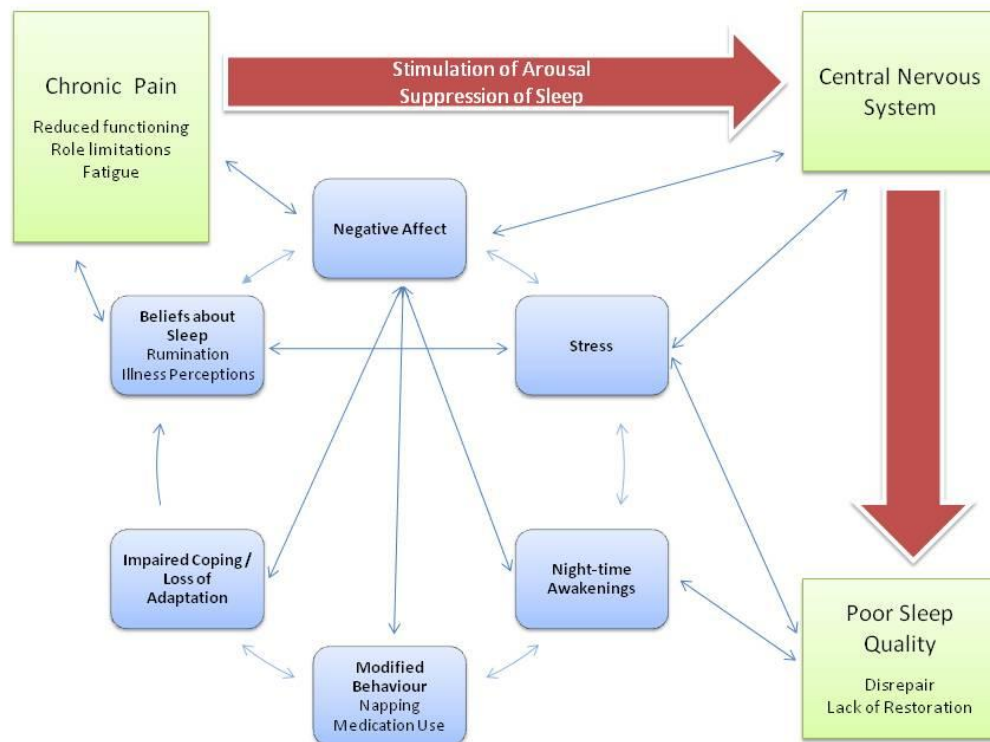 Chronic Pain
Reduced functioning
Role limitations
Fatigue
Stimulation of Arousal
Suppression of Sleep
Central Nervous
System
Negative Affect
Beliefs about
Sleep
Rumination
Illness Perceptions
Stress
Impaired Coping /
Loss of
Adaptation
Night-time
Awakenings
Modified
Behaviour
Napping
Medication Use
Poor Sleep
Quality
Disrepair
Lack of Restoration